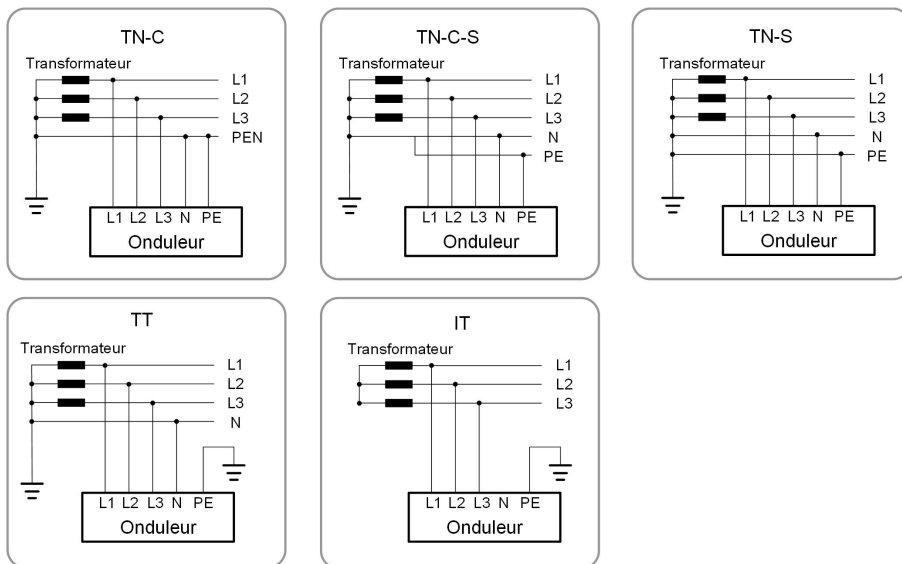 TN-C
Transformateur
L1
L2
L3
PEN
L1 L2 L3 N PE
Onduleur
TN-C-S
Transformateur
L1
L2
L3
N
PE
L1 L2 L3 N PE
Onduleur
TN-S
Transformateur
L1
L2
L3
N
PE
L1 L2 L3 N PE
Onduleur
TT
Transformateur
L1
L2
L3
N
L1 L2 L3 N PE
Onduleur
IT
Transformateur
L1
L2
L3
L1 L2 L3 N PE
Onduleur